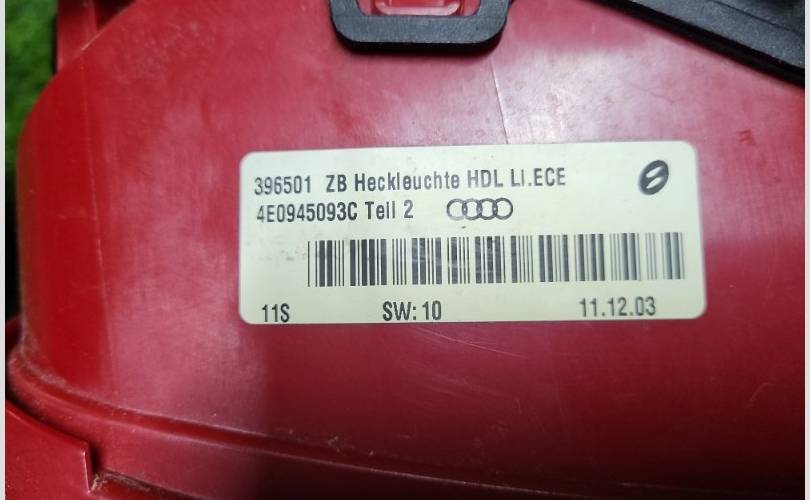 396501 ZB Heckleuchte HDL Li.ECE
4E0945093C Teil 2
11S SW: 10 11.12.03